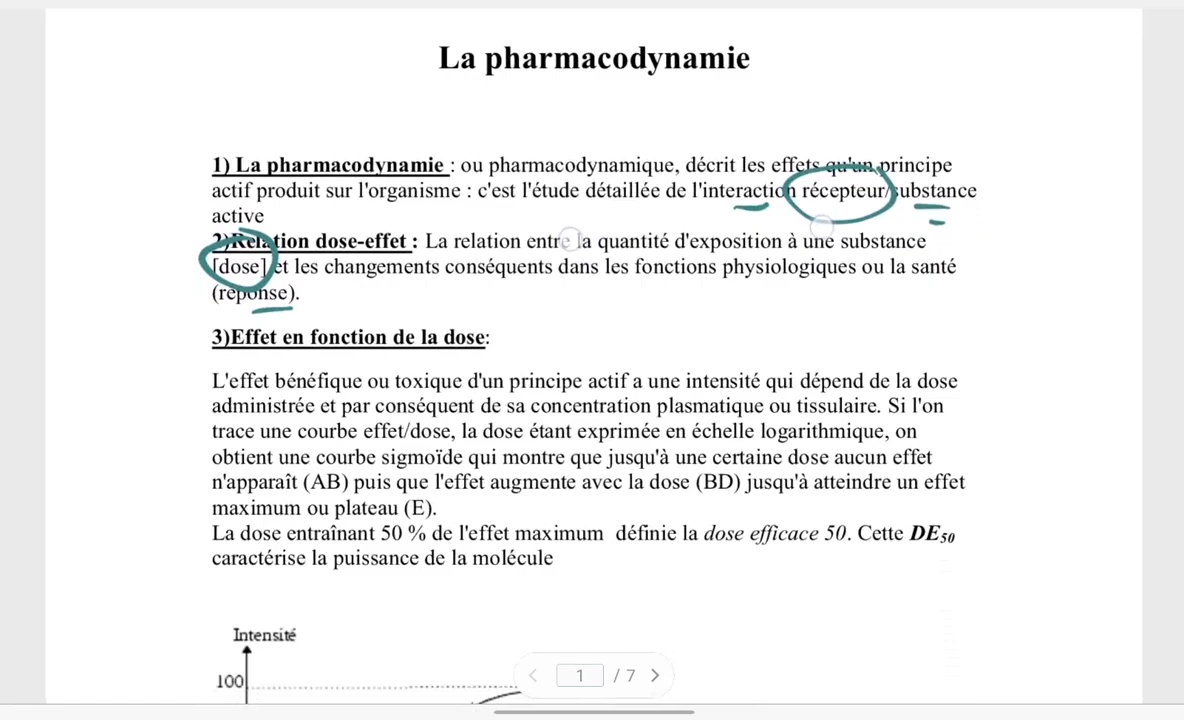 La pharmacodynamie
1) La pharmacodynamie : ou pharmacodynamique, décrit les effets qu'un principe
actif produit sur l'organisme : c'est l'étude détaillée de l'interaction récepteur/substance
active
2)Relation dose-effet : La relation entre la quantité d'exposition à une substance
[dose] et les changements conséquents dans les fonctions physiologiques ou la santé
(réponse).
3)Effet en fonction de la dose:
L'effet bénéfique ou toxique d'un principe actif a une intensité qui dépend de la dose
administrée et par conséquent de sa concentration plasmatique ou tissulaire. Si l'on
trace une courbe effet/dose, la dose étant exprimée en échelle logarithmique, on
obtient une courbe sigmoïde qui montre que jusqu'à une certaine dose aucun effet
n'apparaît (AB) puis que l'effet augmente avec la dose (BD) jusqu'à atteindre un effet
maximum ou plateau (E).
La dose entraînant 50 % de l'effet maximum définie la dose efficace 50. Cette DE50
caractérise la puissance de la molécule
Intensité
100
1 / 7